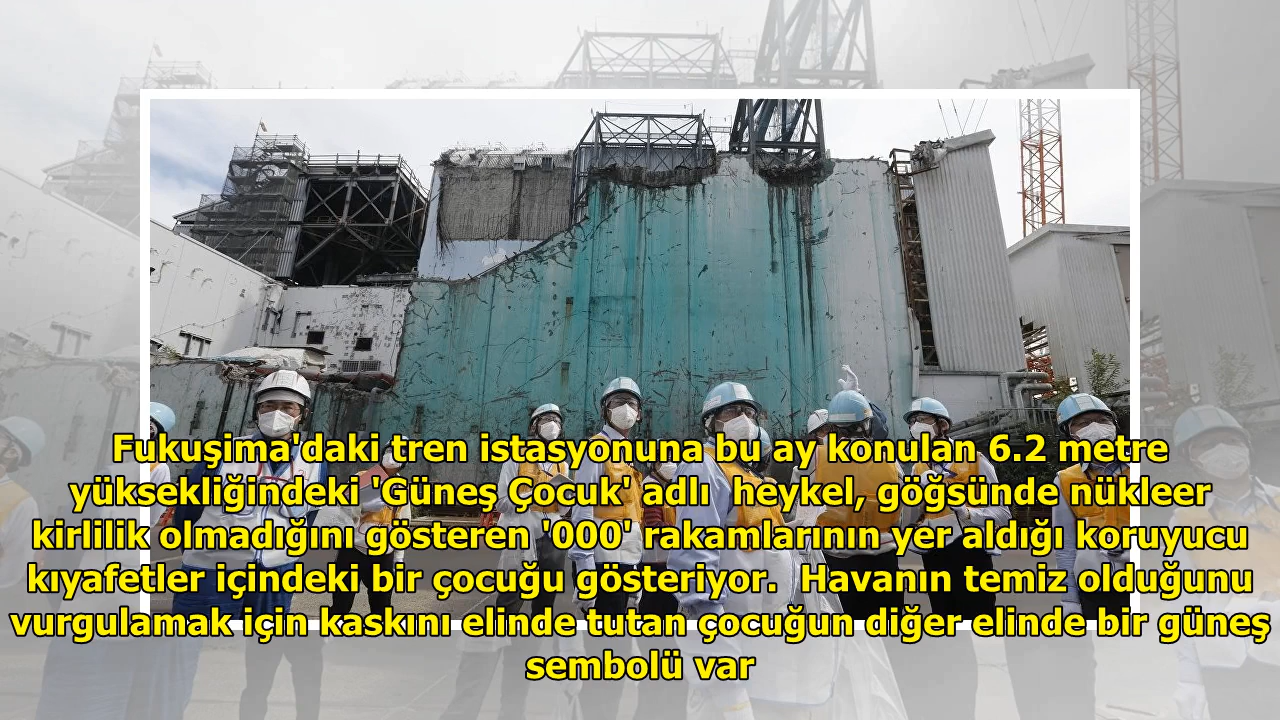 Fukuşima'daki tren istasyonuna bu ay konulan 6.2 metre
yüksekliğindeki 'Güneş Çocuk' adlı  heykel, göğsünde nükleer
kirlilik olmadığını gösteren '000' rakamlarının yer aldığı koruyucu
kıyafetler içindeki bir çocuğu gösteriyor.  Havanın temiz olduğunu
vurgulamak için kaskını elinde tutan çocuğun diğer elinde bir güneş
sembolü var